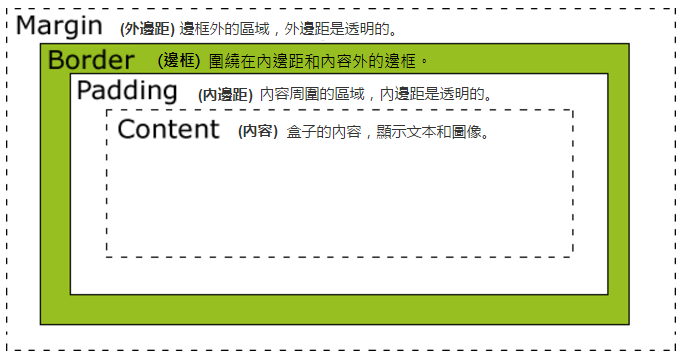 Margin (外邊距) 邊框外的區域，外邊距是透明的。
Border (邊框) 圍繞在內邊距和內容外的邊框。
Padding (內邊距) 內容周圍的區域，內邊距是透明的。
Content (內容) 盒子的內容，顯示文本和圖像。